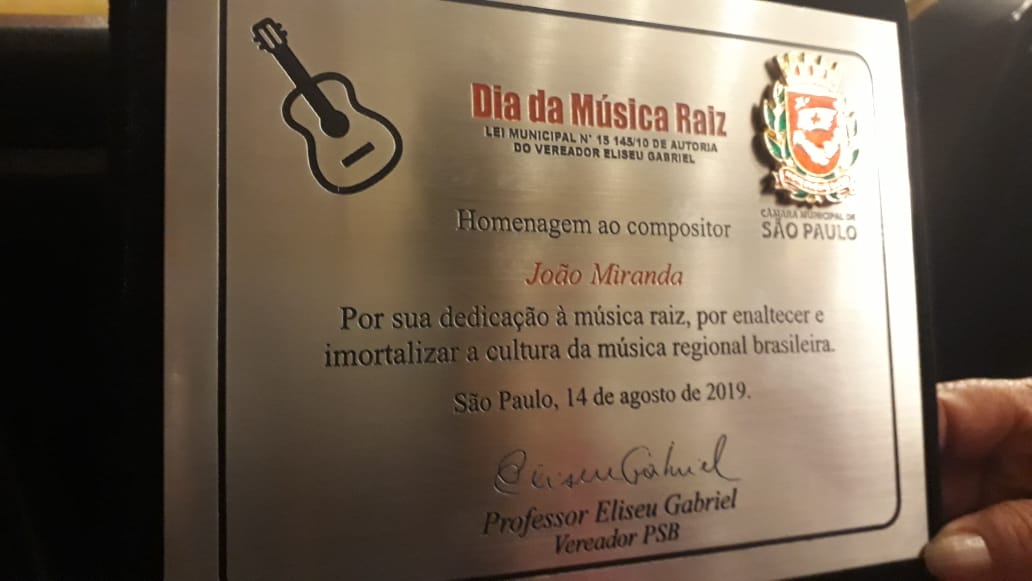 Dia da Música Raiz
LEI MUNICIPAL N° 15 145/10 DE AUTORIA
DO VEREADOR ELISEU GABRIEL
CÂMARA MUNICIPAL DE
SÃO PAULO
Homenagem ao compositor
João Miranda
Por sua dedicação à música raiz, por enaltecer e
imortalizar a cultura da música regional brasileira.
São Paulo, 14 de agosto de 2019.
Eliseu Gabriel
Professor Eliseu Gabriel
Vereador PSB